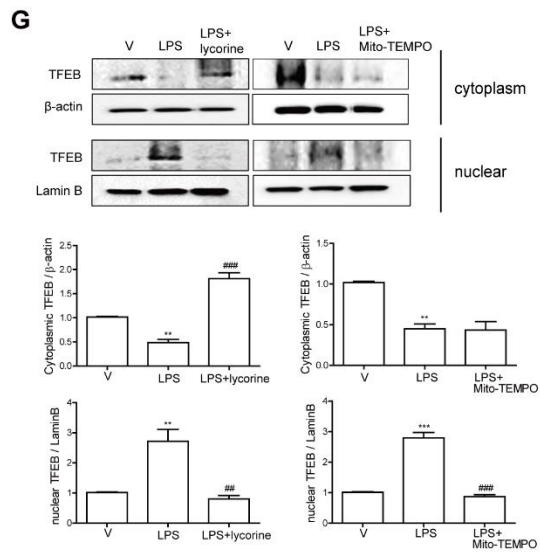 G
V LPS LPS+ lycorine V LPS LPS+ Mito-TEMPO
TFEB
β-actin
cytoplasm
TFEB
Lamin B
nuclear
Cytoplasmic TFEB / β-actin
2.5
2.0
1.5
1.0
0.5
0.0
**
###
V LPS LPS+lycorine
Cytoplasmic TFEB / β-actin
1.5
1.0
0.5
0.0
**
V LPS LPS+
Mito-TEMPO
nuclear TFEB / LaminB
4
3
2
1
0
**
##
V LPS LPS+lycorine
nuclear TFEB / LaminB
4
3
2
1
0
***
###
V LPS LPS+
Mito-TEMPO